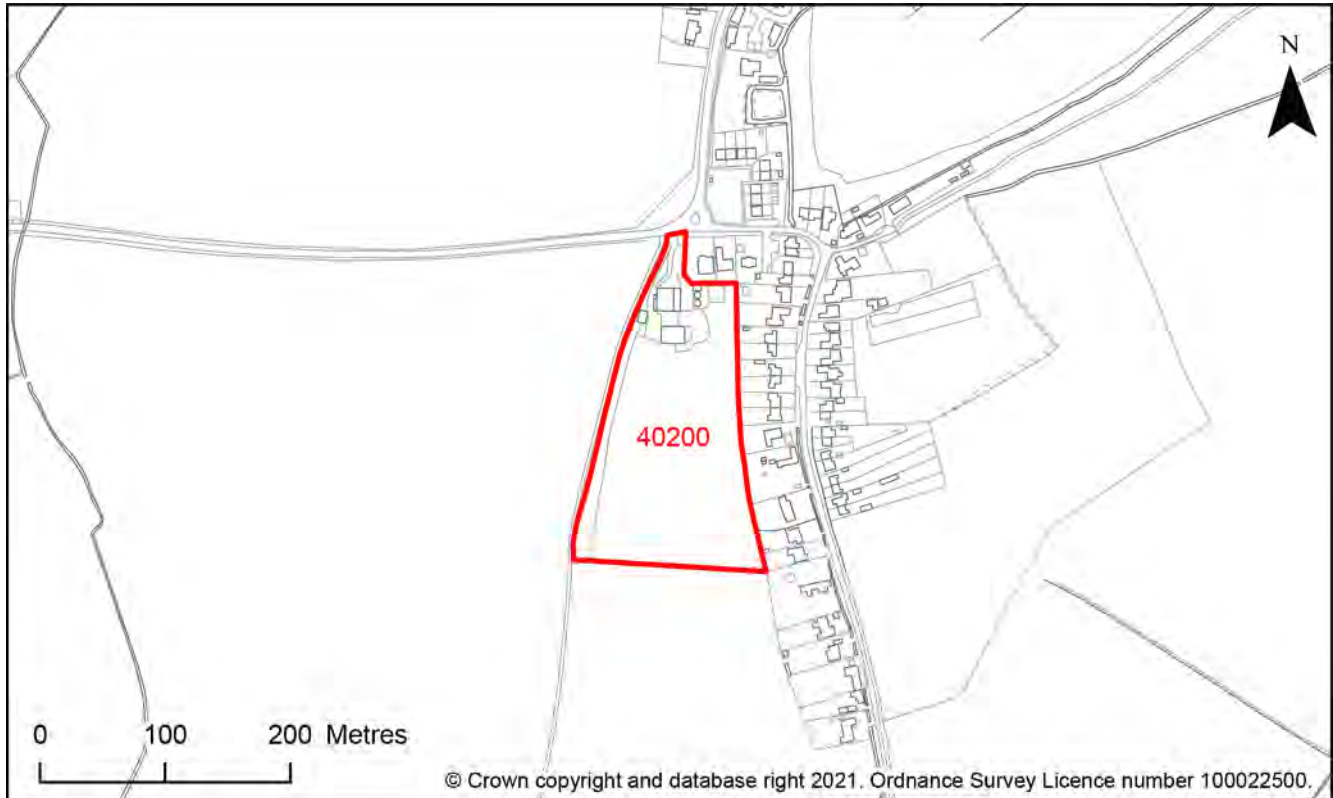 N
40200
0 100 200 Metres
© Crown copyright and database right 2021. Ordnance Survey Licence number 100022500.